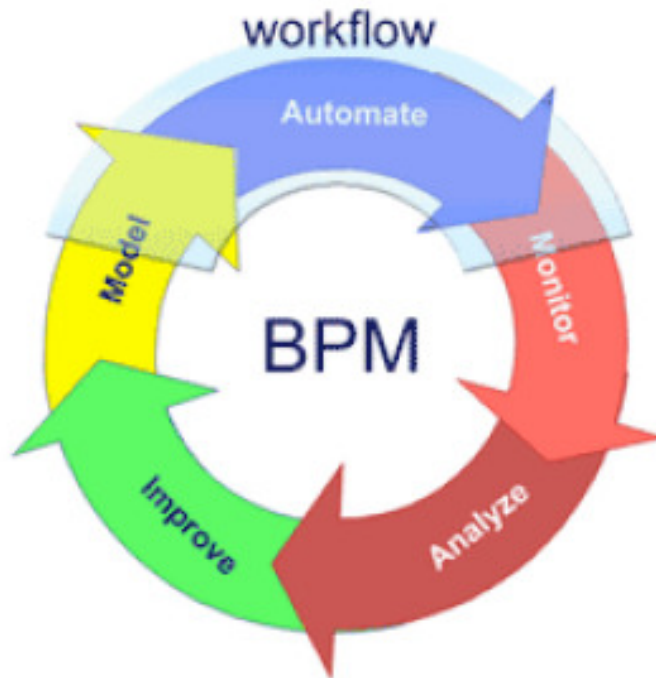 workflow
Automate
Monitor
Analyze
Improve
Model
BPM